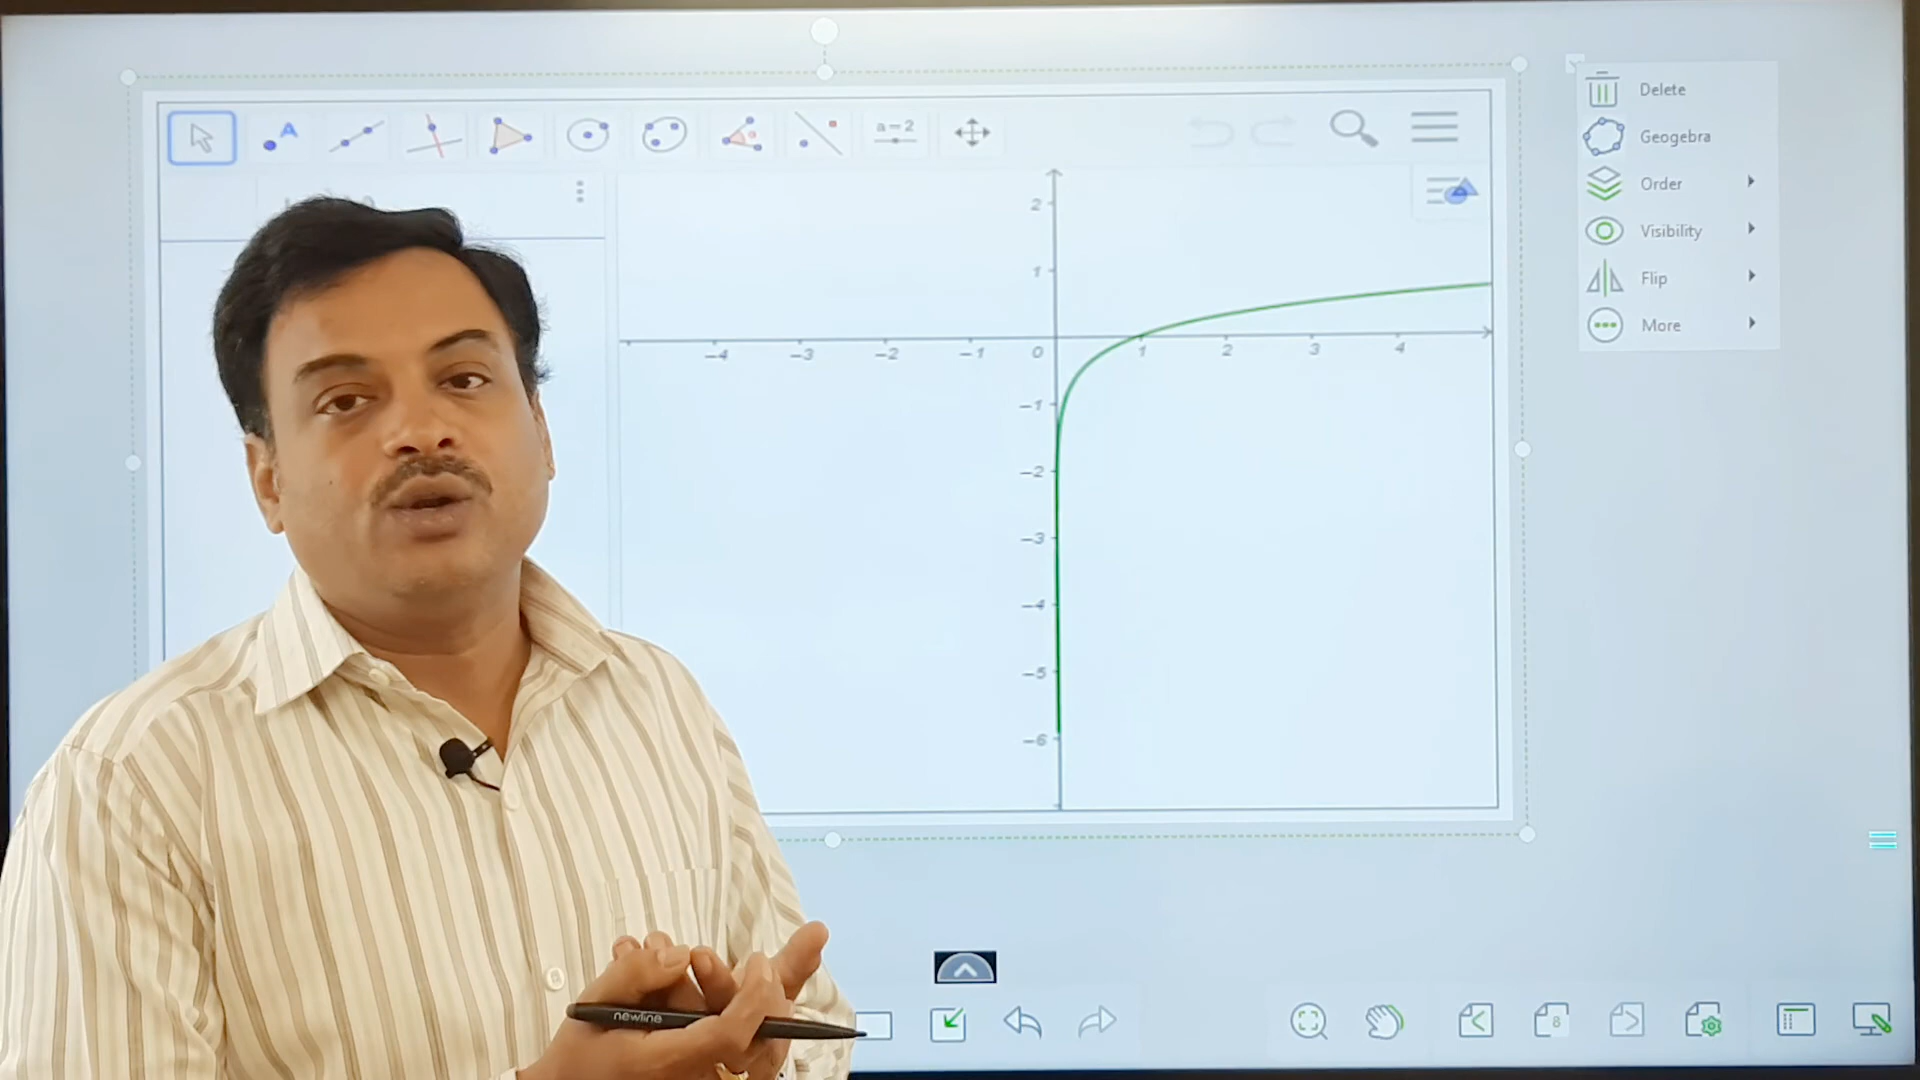 Delete
A
a=2
Geogebra
Order
Visibility
Flip
More
2
1
-4 -3 -2 -1 0 1 2 3 4
-1
-2
-3
-4
-5
-6
newline
8